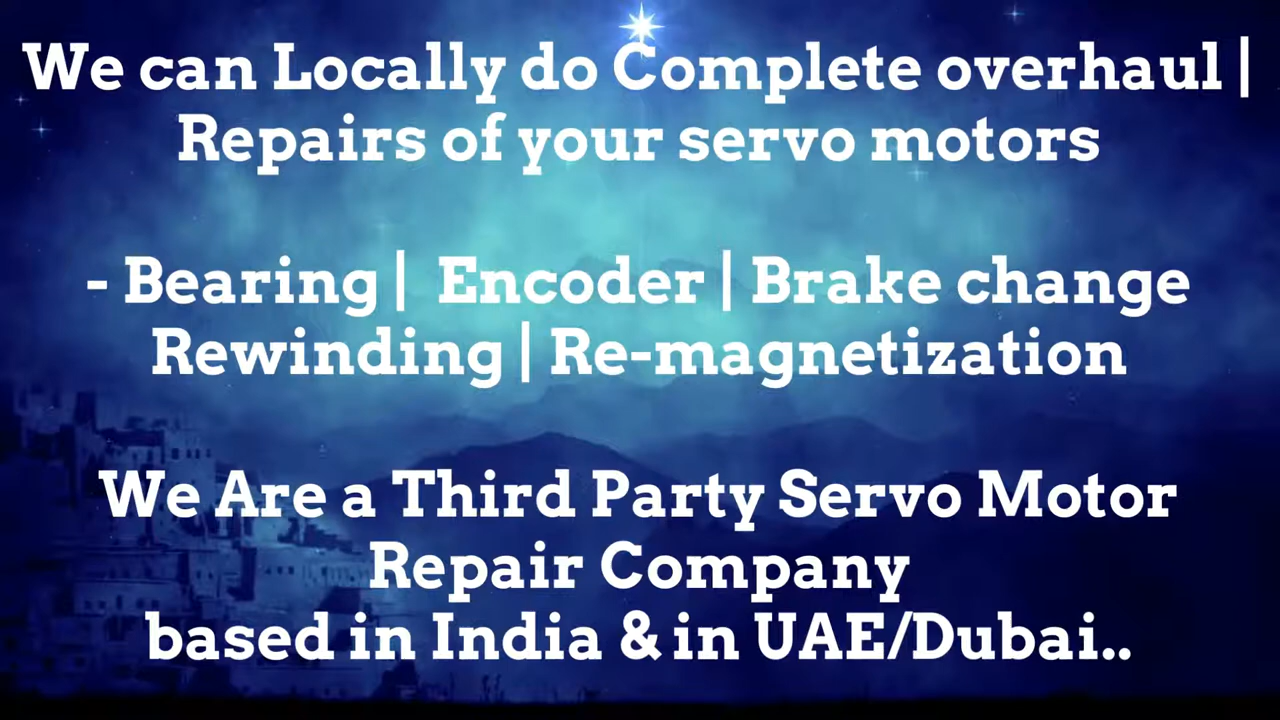 We can Locally do Complete overhaul |
Repairs of your servo motors
- Bearing | Encoder | Brake change
Rewinding | Re-magnetization
We Are a Third Party Servo Motor
Repair Company
based in India & in UAE/Dubai..